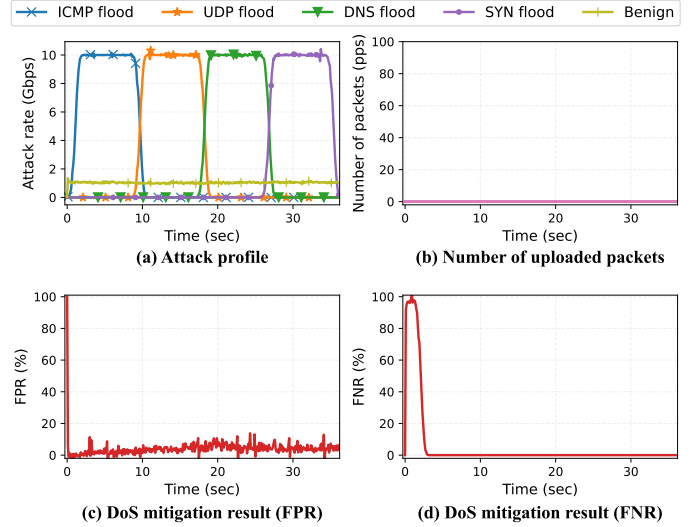 ICMP flood UDP flood DNS flood SYN flood Benign
Attack rate (Gbps)
10
8
6
4
2
0
0 10 20 30
Time (sec)
(a) Attack profile
Number of packets (pps)
100
80
60
40
20
0
0 10 20 30
Time (sec)
(b) Number of uploaded packets
FPR (%)
100
80
60
40
20
0
0 10 20 30
Time (sec)
(c) DoS mitigation result (FPR)
FNR (%)
100
80
60
40
20
0
0 10 20 30
Time (sec)
(d) DoS mitigation result (FNR)